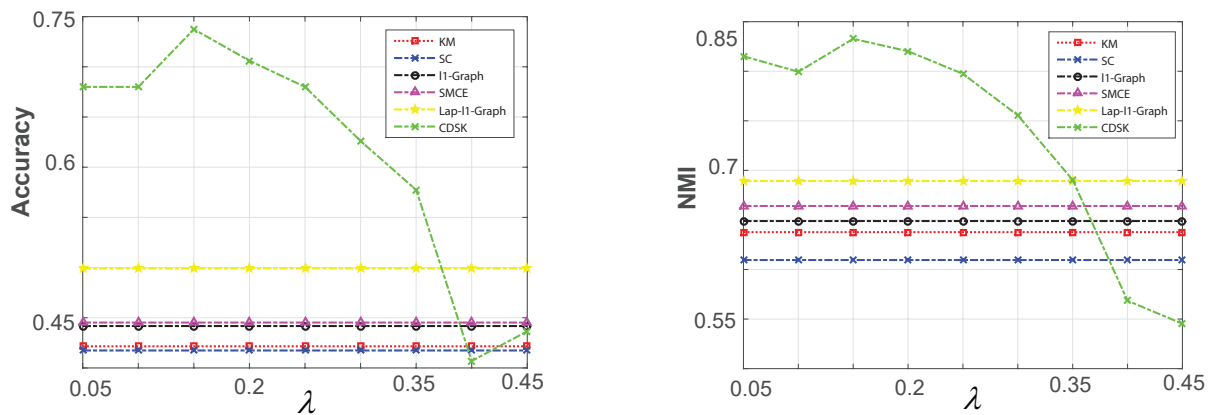 0.75
0.6
0.45
Accuracy
KM
SC
l1-Graph
SMCE
Lap-l1-Graph
CDSK
0.05 0.2 0.35 0.45
λ
0.85
0.7
0.55
NMI
KM
SC
l1-Graph
SMCE
Lap-l1-Graph
CDSK
0.05 0.2 0.35 0.45
λ